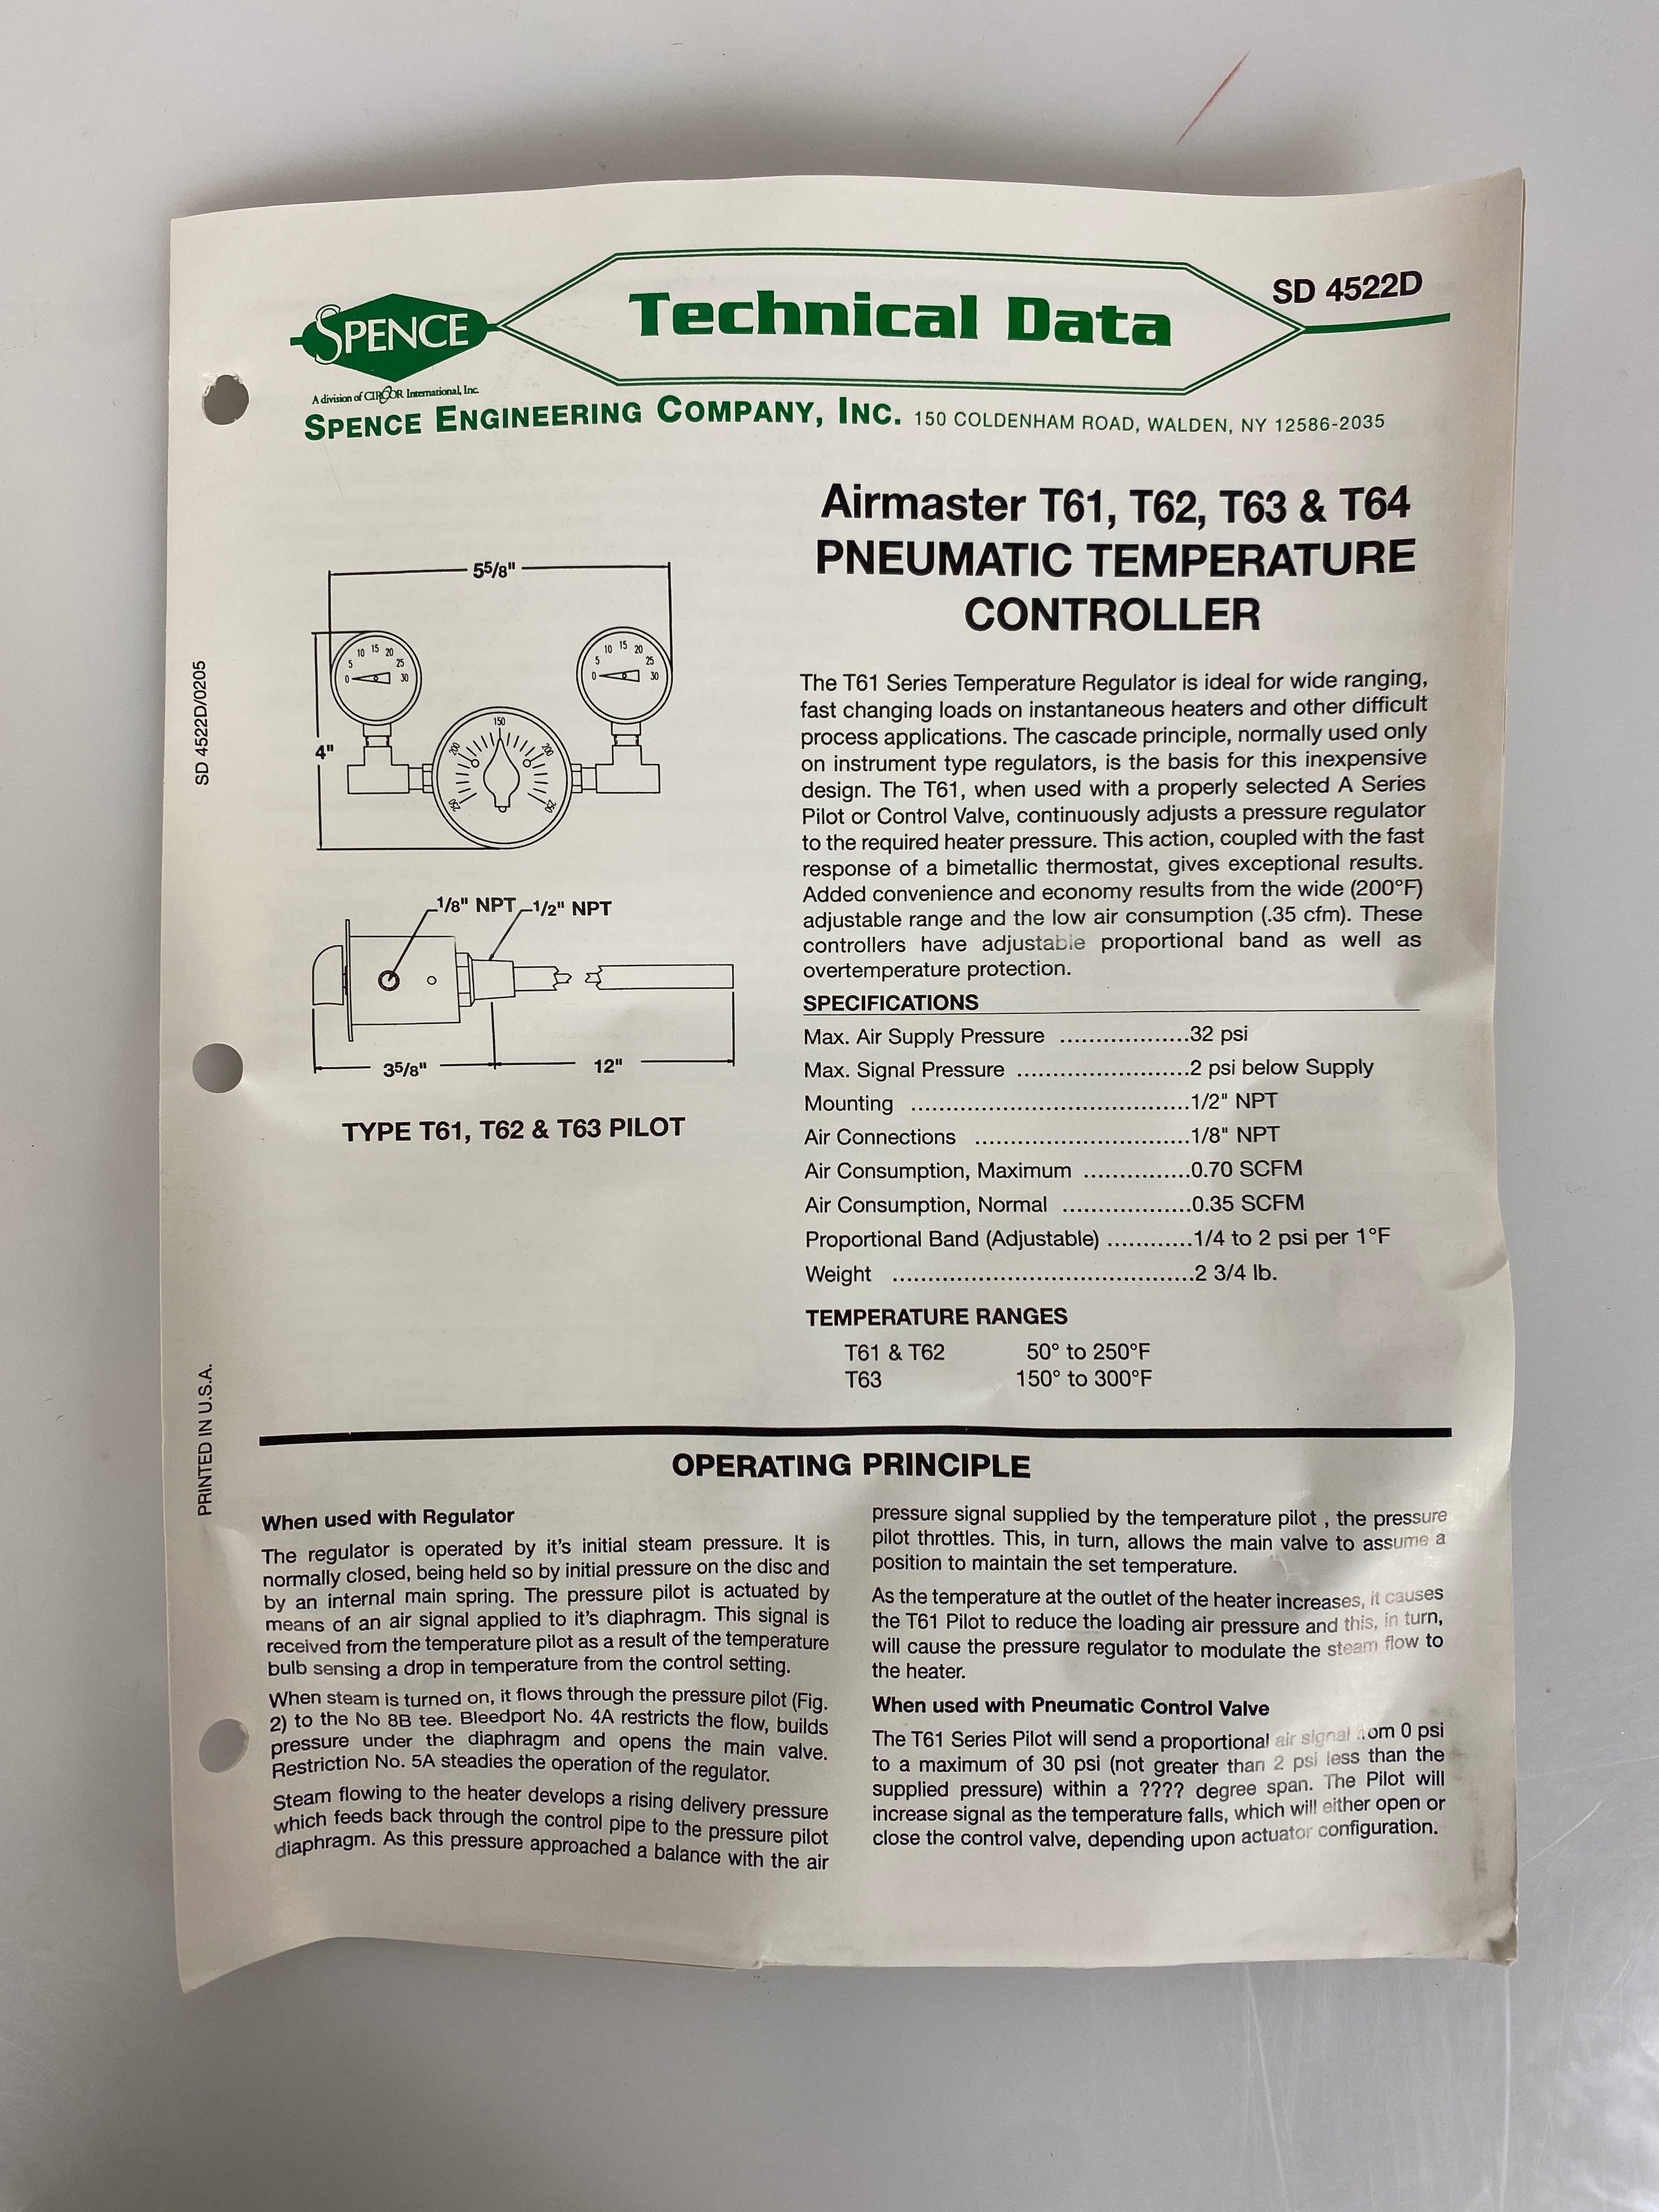 SD 4522D
Technical Data
SPENCE
A division of CIRCOR International, Inc.
SPENCE ENGINEERING COMPANY, INC. 150 COLDENHAM ROAD, WALDEN, NY 12586-2035
Airmaster T61, T62, T63 & T64
PNEUMATIC TEMPERATURE
CONTROLLER
5 5/8"
0 5 10 15 20 25 30
0 5 10 15 20 25 30
4"
250 200 150 200 250
1/8" NPT
1/2" NPT
3 5/8"
12"
TYPE T61, T62 & T63 PILOT
SD 4522D/0205
PRINTED IN U.S.A.
The T61 Series Temperature Regulator is ideal for wide ranging,
fast changing loads on instantaneous heaters and other difficult
process applications. The cascade principle, normally used only
on instrument type regulators, is the basis for this inexpensive
design. The T61, when used with a properly selected A Series
Pilot or Control Valve, continuously adjusts a pressure regulator
to the required heater pressure. This action, coupled with the fast
response of a bimetallic thermostat, gives exceptional results.
Added convenience and economy results from the wide (200°F)
adjustable range and the low air consumption (.35 cfm). These
controllers have adjustable proportional band as well as
overtemperature protection.
SPECIFICATIONS
Max. Air Supply Pressure ..................32 psi
Max. Signal Pressure ........................2 psi below Supply
Mounting .......................................1/2" NPT
Air Connections ..............................1/8" NPT
Air Consumption, Maximum ...............0.70 SCFM
Air Consumption, Normal ..................0.35 SCFM
Proportional Band (Adjustable) ............1/4 to 2 psi per 1°F
Weight ..........................................2 3/4 lb.
TEMPERATURE RANGES
T61 & T62 50° to 250°F
T63 150° to 300°F
OPERATING PRINCIPLE
When used with Regulator
The regulator is operated by it's initial steam pressure. It is
normally closed, being held so by initial pressure on the disc and
by an internal main spring. The pressure pilot is actuated by
means of an air signal applied to it's diaphragm. This signal is
received from the temperature pilot as a result of the temperature
bulb sensing a drop in temperature from the control setting.
When steam is turned on, it flows through the pressure pilot (Fig.
2) to the No 8B tee. Bleedport No. 4A restricts the flow, builds
pressure under the diaphragm and opens the main valve.
Restriction No. 5A steadies the operation of the regulator.
Steam flowing to the heater develops a rising delivery pressure
which feeds back through the control pipe to the pressure pilot
diaphragm. As this pressure approached a balance with the air
pressure signal supplied by the temperature pilot , the pressure
pilot throttles. This, in turn, allows the main valve to assume a
position to maintain the set temperature.
As the temperature at the outlet of the heater increases, it causes
the T61 Pilot to reduce the loading air pressure and this, in turn,
will cause the pressure regulator to modulate the steam flow to
the heater.
When used with Pneumatic Control Valve
The T61 Series Pilot will send a proportional air signal from 0 psi
to a maximum of 30 psi (not greater than 2 psi less than the
supplied pressure) within a ???? degree span. The Pilot will
increase signal as the temperature falls, which will either open or
close the control valve, depending upon actuator configuration.